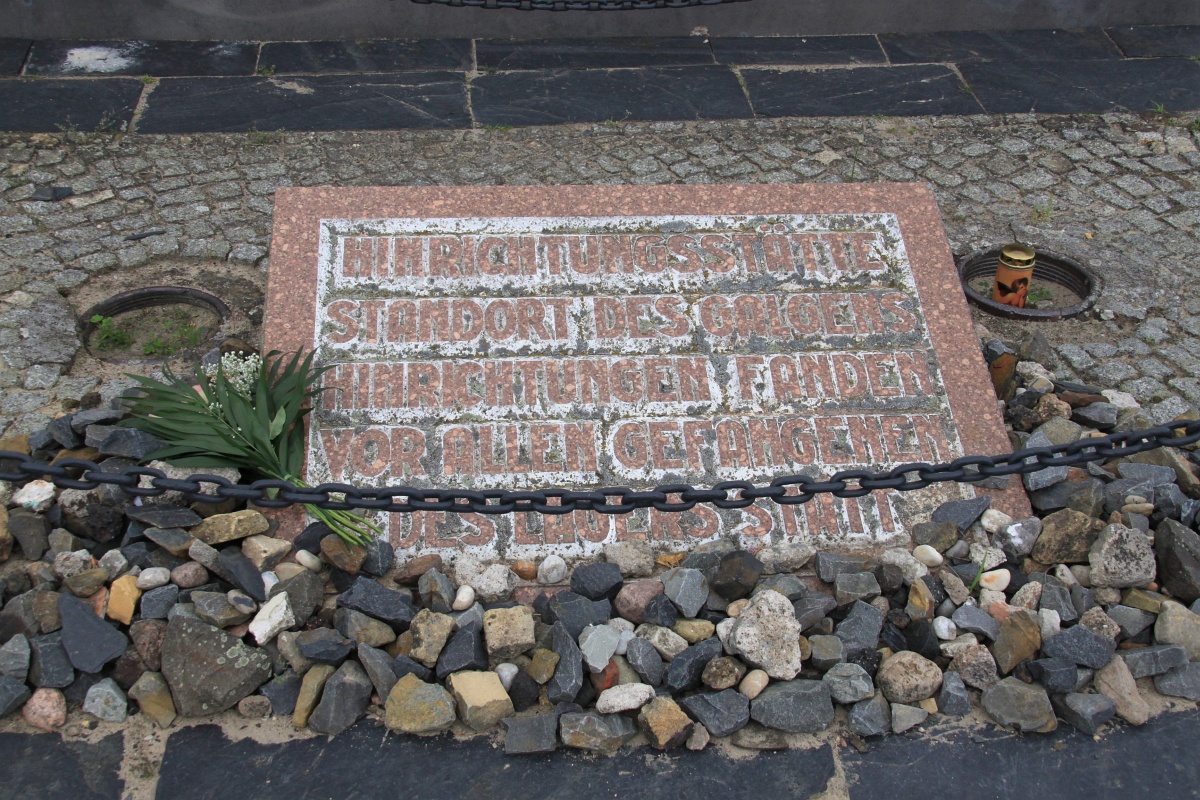 HINRICHTUNGSSTÄTTE
STANDORT DES GALGENS
HINRICHTUNGEN FANDEN
VOR ALLEN GEFANGENEN
DES LAGERS STATT